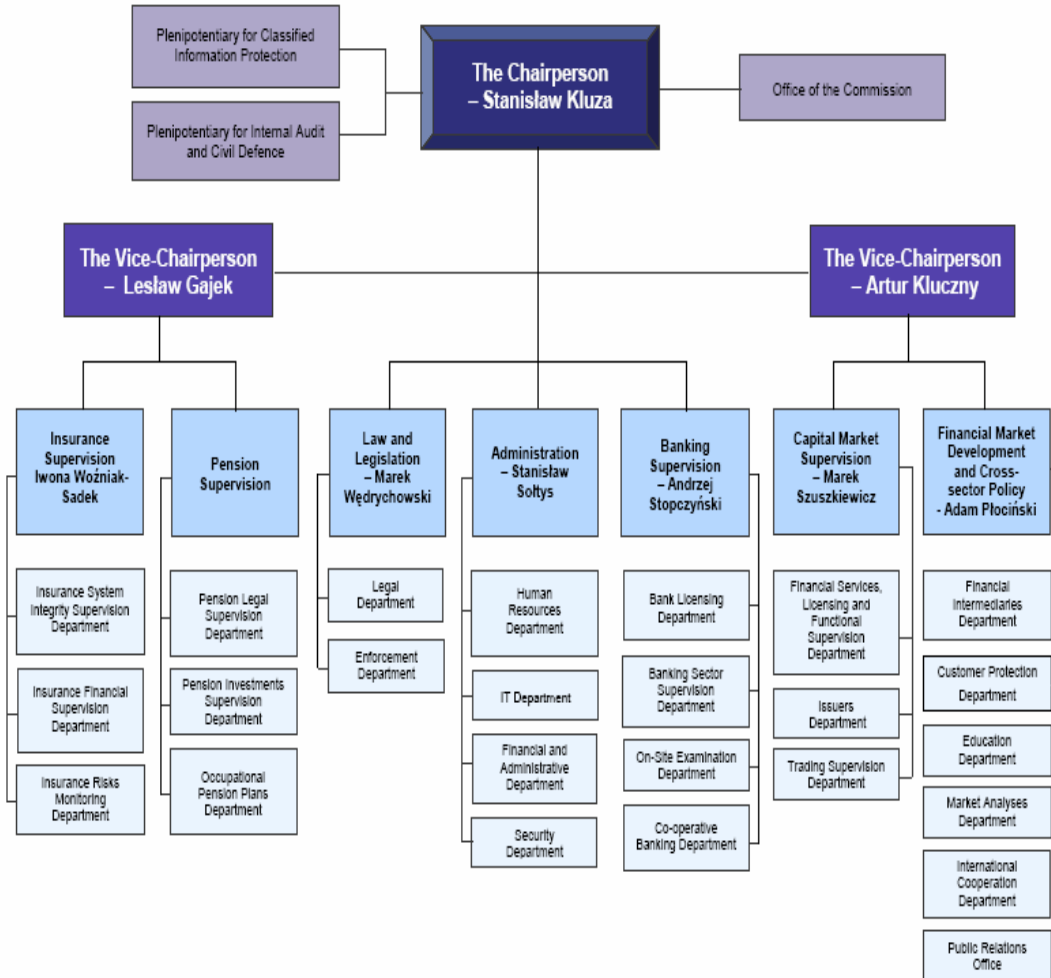 Plenipotentiary for Classified
Information Protection
The Chairperson
– Stanisław Kluza
Office of the Commission
Plenipotentiary for Internal Audit
and Civil Defence
The Vice-Chairperson
– Lesław Gajek
The Vice-Chairperson
– Artur Kluczny
Insurance
Supervision
Iwona Woźniak-
Sadek
Pension
Supervision
Law and
Legislation
– Marek
Wędrychowski
Administration
– Stanisław
Sołtys
Banking
Supervision
– Andrzej
Stopczyński
Capital Market
Supervision –
Marek
Szuszkiewicz
Financial Market
Development
and Cross-
sector Policy
- Adam Płociński
Insurance System
Integrity Supervision
Department
Insurance Financial
Supervision
Department
Insurance Risks
Monitoring
Department
Pension Legal
Supervision
Department
Pension Investments
Supervision
Department
Occupational
Pension Plans
Department
Legal
Department
Enforcement
Department
Human
Resources
Department
IT Department
Financial and
Administrative
Department
Security
Department
Bank Licensing
Department
Banking Sector
Supervision
Department
On-Site Examination
Department
Co-operative
Banking Department
Financial Services,
Licensing and
Functional
Supervision
Department
Issuers
Department
Trading Supervision
Department
Financial
Intermediaries
Department
Customer Protection
Department
Education
Department
Market Analyses
Department
International
Cooperation
Department
Public Relations
Office